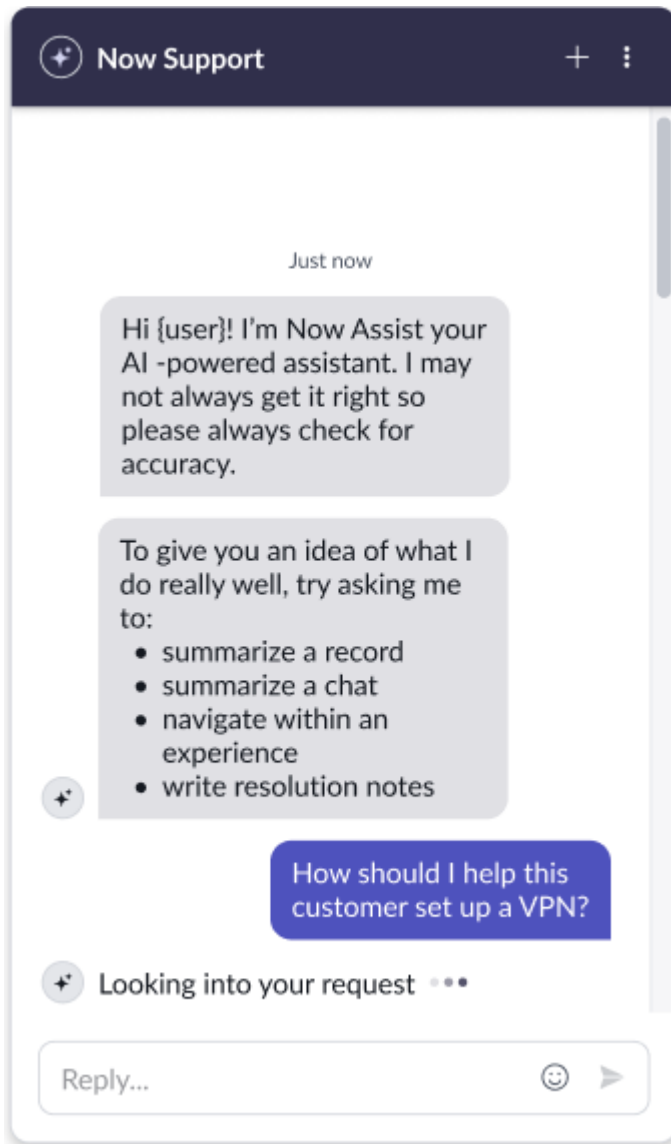 Now Support
Just now
Hi {user}! I'm Now Assist your
AI -powered assistant. I may
not always get it right so
please always check for
accuracy.
To give you an idea of what I
do really well, try asking me
to:
• summarize a record
• summarize a chat
• navigate within an
experience
• write resolution notes
How should I help this
customer set up a VPN?
Looking into your request
Reply...